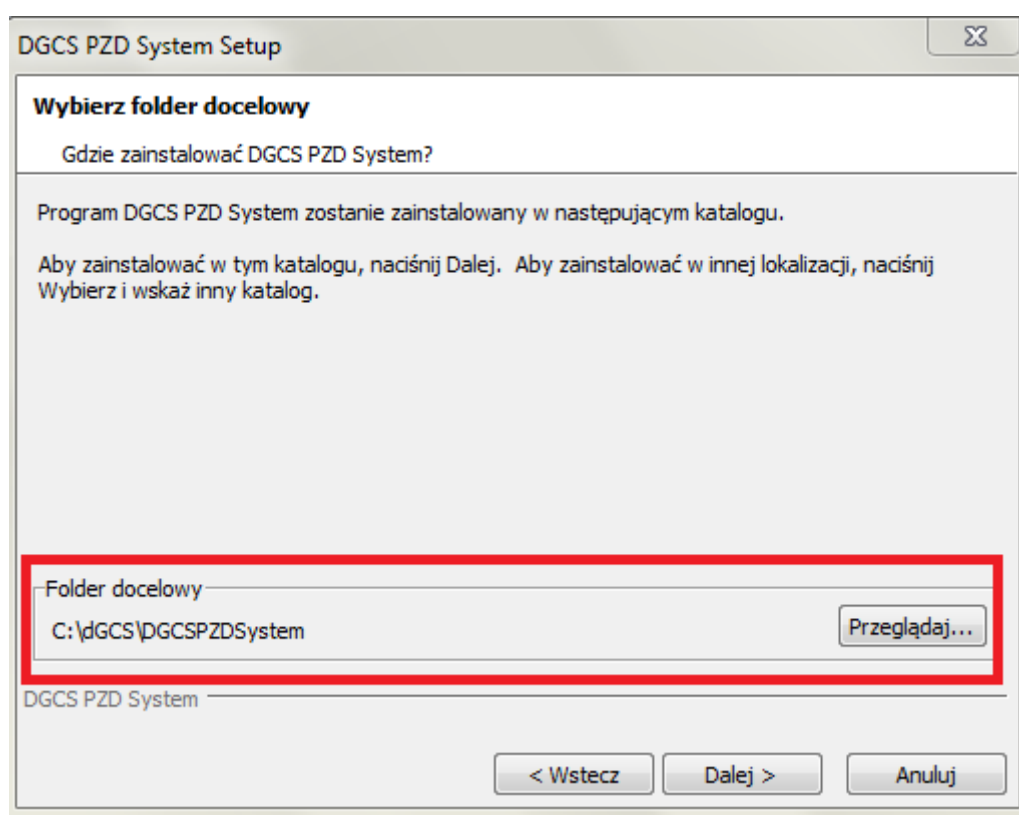 DGCS PZD System Setup
Wybierz folder docelowy
Gdzie zainstalować DGCS PZD System?
Program DGCS PZD System zostanie zainstalowany w następującym katalogu.
Aby zainstalować w tym katalogu, naciśnij Dalej. Aby zainstalować w innej lokalizacji, naciśnij
Wybierz i wskaż inny katalog.
Folder docelowy
C:\dGCS\DGCSPZDSystem
Przeglądaj...
DGCS PZD System
< Wstecz
Dalej >
Anuluj